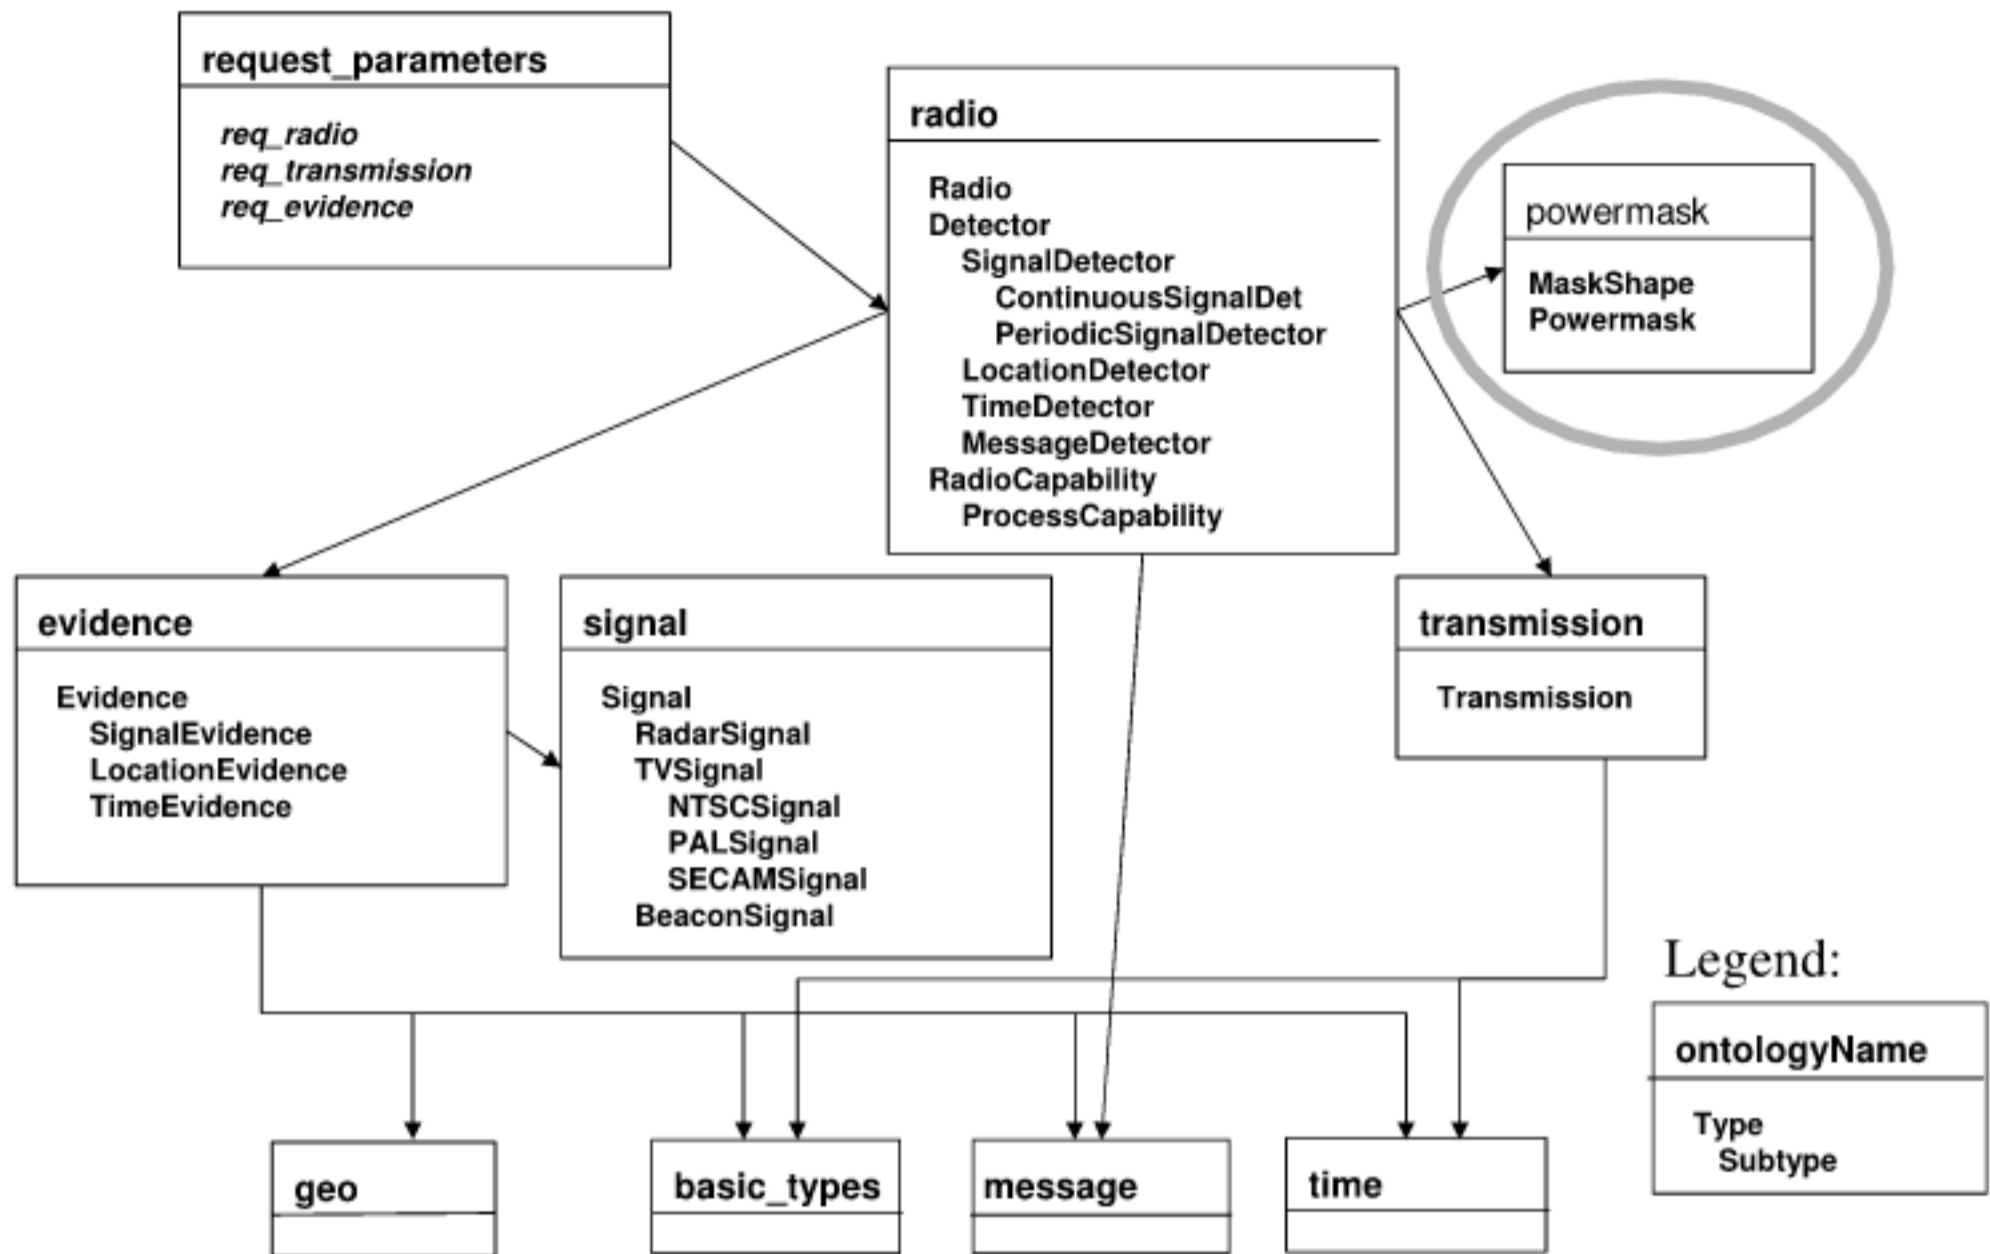 request_parameters
req_radio
req_transmission
req_evidence
radio
Radio
Detector
SignalDetector
ContinuousSignalDet
PeriodicSignalDetector
LocationDetector
TimeDetector
MessageDetector
RadioCapability
ProcessCapability
powermask
MaskShape
Powermask
evidence
Evidence
SignalEvidence
LocationEvidence
TimeEvidence
signal
Signal
RadarSignal
TVSignal
NTSCSignal
PALSignal
SECAMSignal
BeaconSignal
transmission
Transmission
Legend:
ontologyName
Type
Subtype
geo
basic_types
message
time